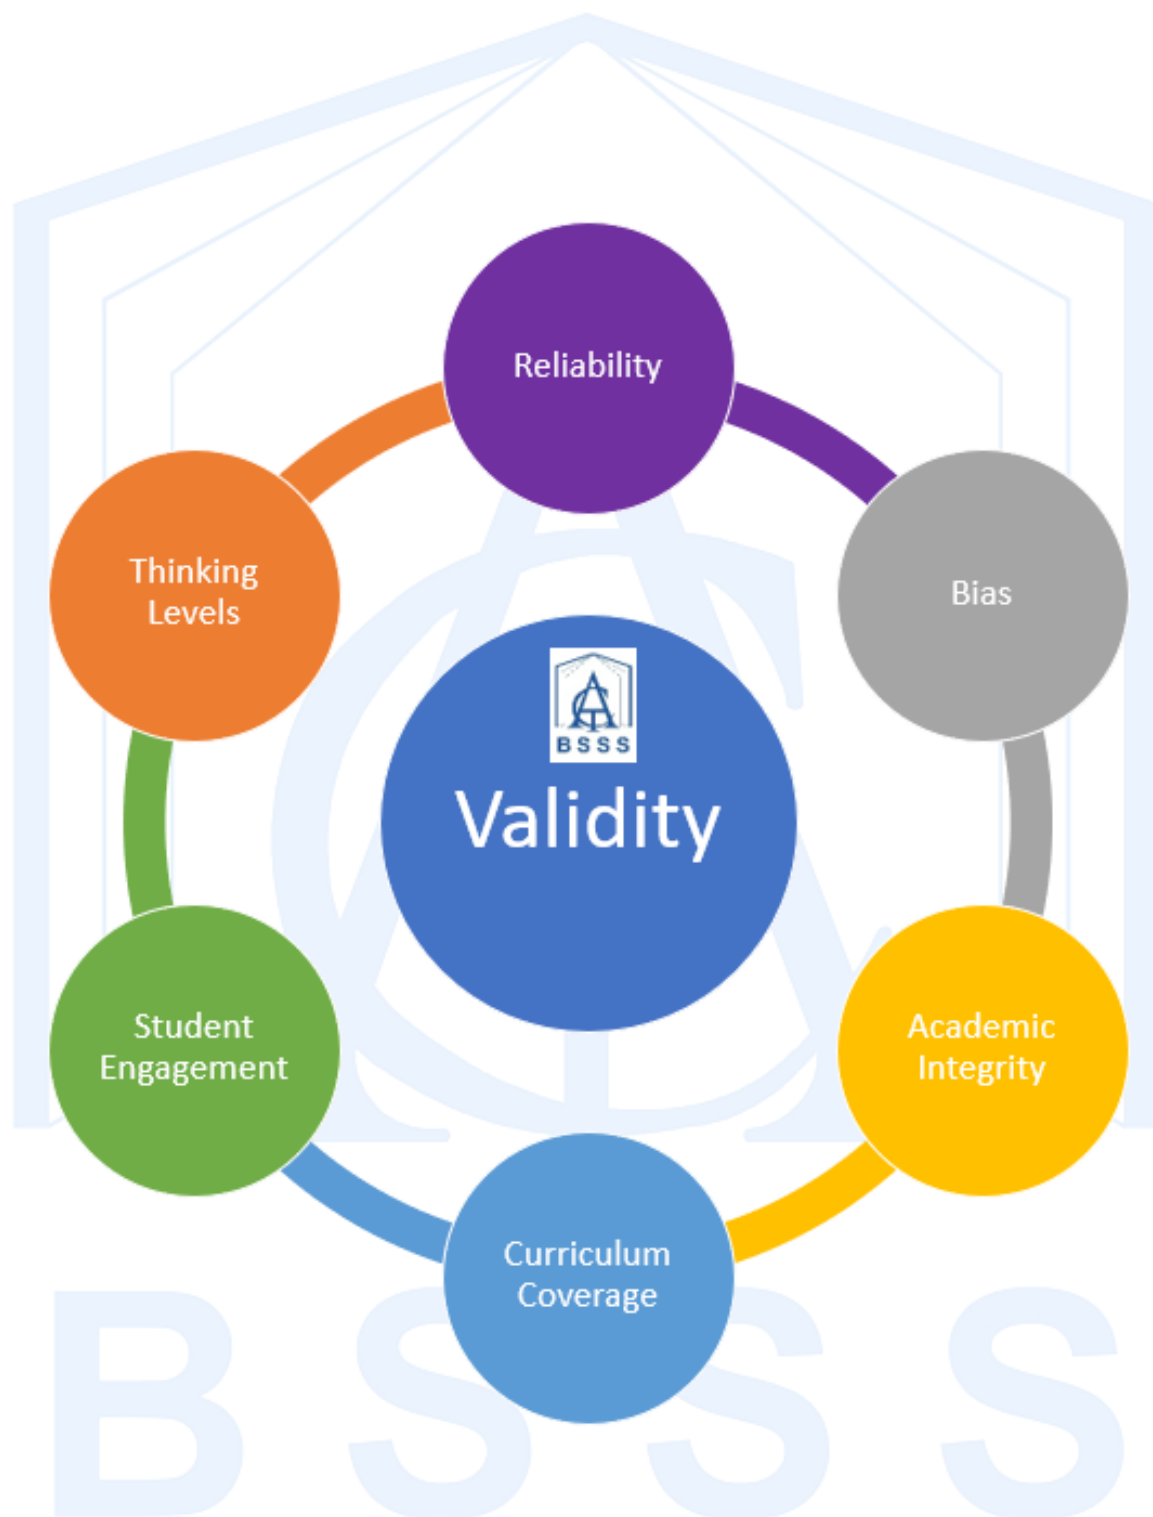 Reliability
Thinking
Levels
Bias
BSSS
Validity
Student
Engagement
Academic
Integrity
Curriculum
Coverage
BSSS